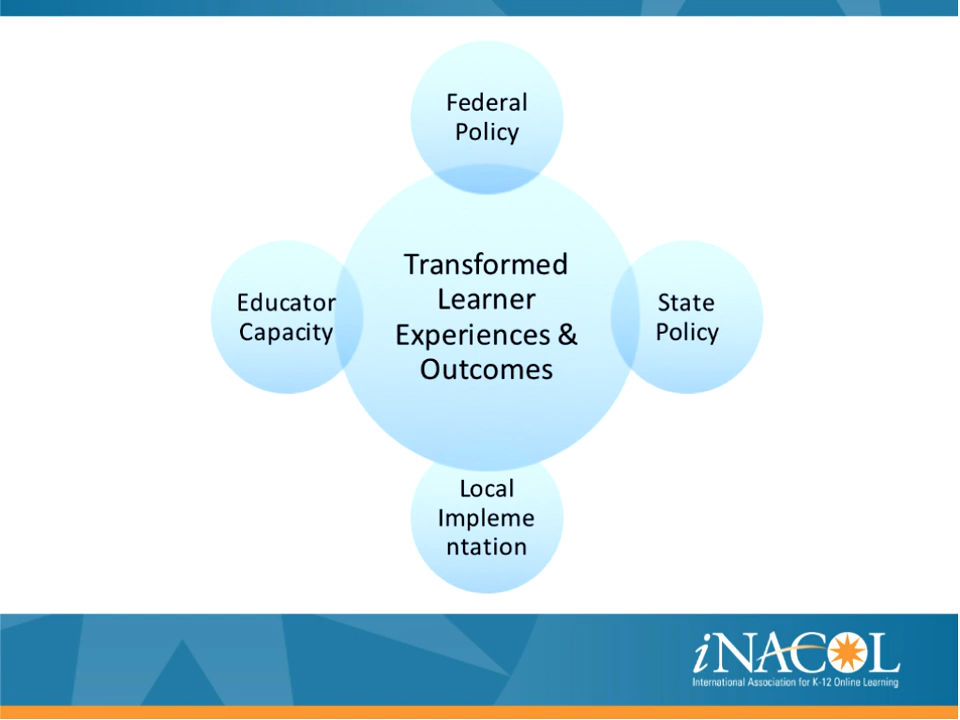 Federal
Policy
Transformed
Learner
Experiences &
Outcomes
Educator
Capacity
State
Policy
Local
Impleme
ntation
iNACOL
International Association for K-12 Online Learning